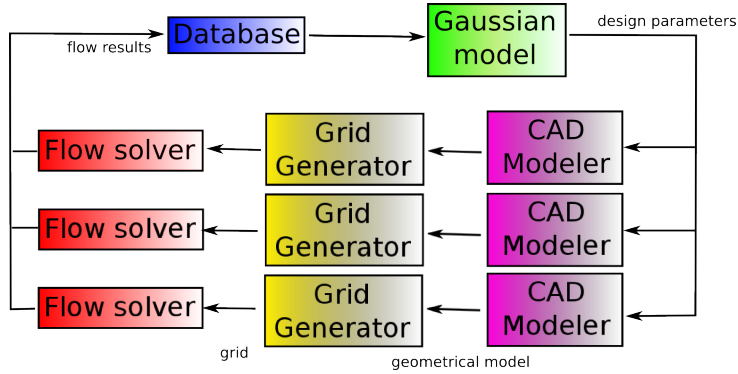 design parameters
Gaussian
model
Database
flow results
Flow solver
Grid
Generator
CAD
Modeler
Flow solver
Grid
Generator
CAD
Modeler
Flow solver
Grid
Generator
CAD
Modeler
grid
geometrical model